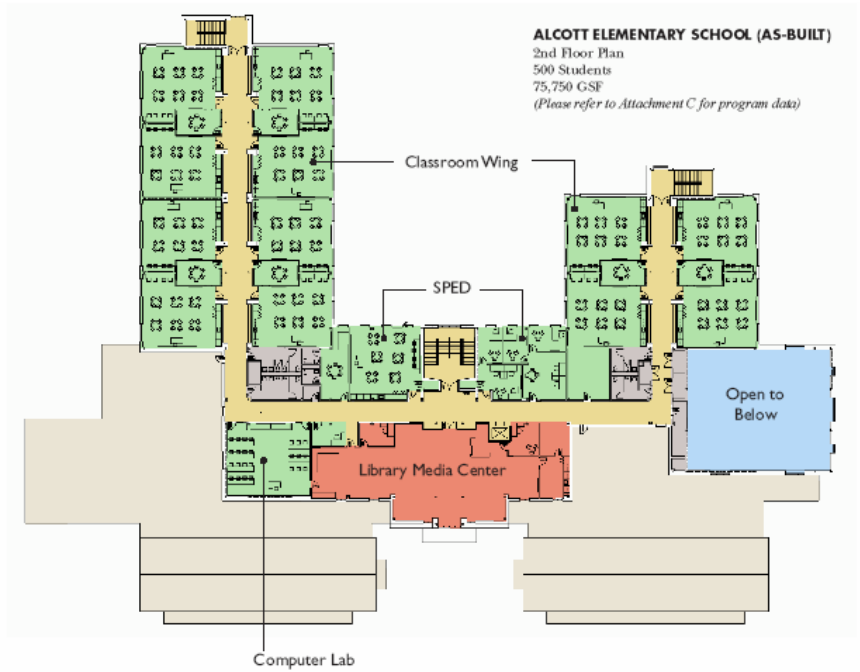 ALCOTT ELEMENTARY SCHOOL (AS-BUILT)
2nd Floor Plan
500 Students
75,750 GSF
(Please refer to Attachment C for program data)
Classroom Wing
SPED
Open to
Below
Library Media Center
Computer Lab